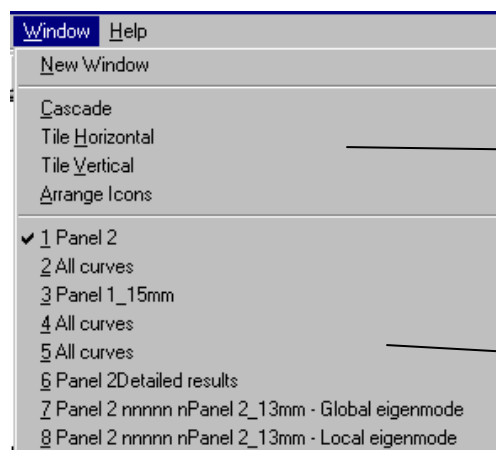 Window Help
New Window
Cascade
Tile Horizontal
Tile Vertical
Arrange Icons
1 Panel 2
2 All curves
3 Panel 1_15mm
4 All curves
5 All curves
6 Panel 2Detailed results
7 Panel 2 nnnnn nPanel 2_13mm - Global eigenmode
8 Panel 2 nnnnn nPanel 2_13mm - Local eigenmode